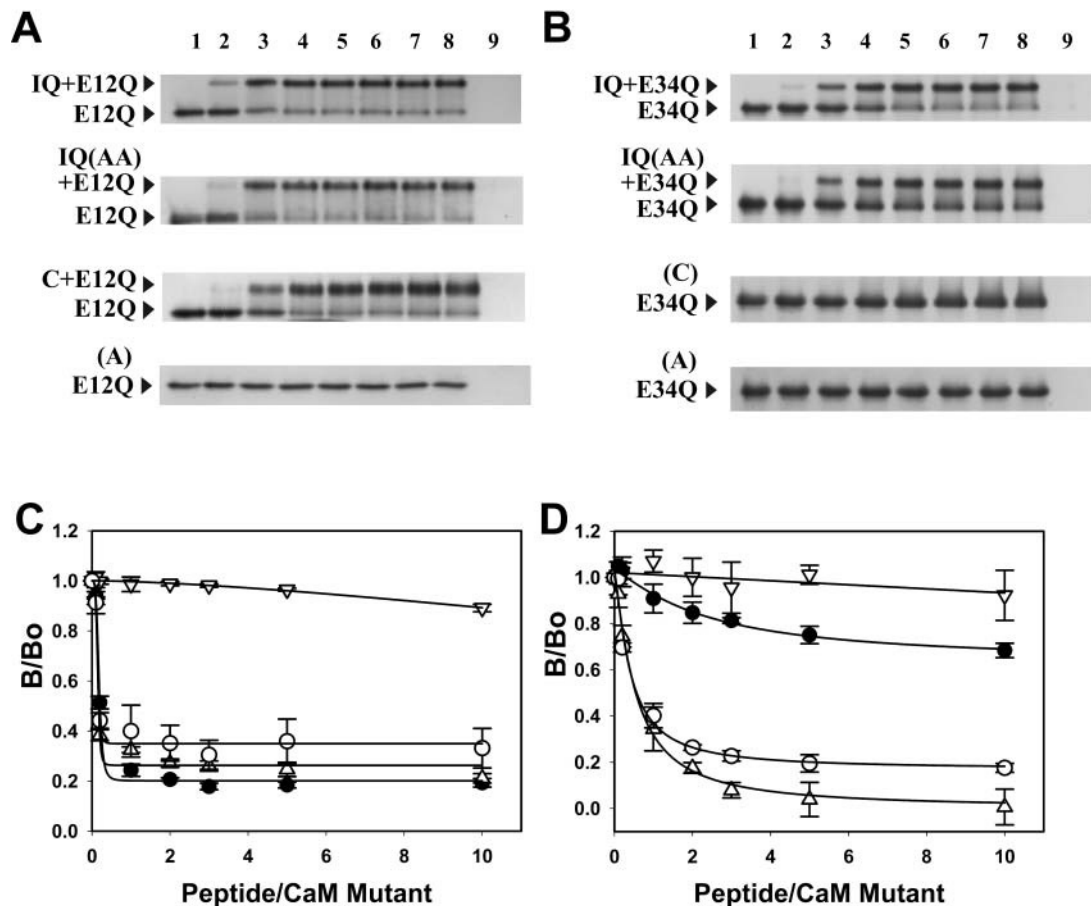 A
1 2 3 4 5 6 7 8 9
IQ+E12Q
E12Q
IQ(AA)
+E12Q
E12Q
C+E12Q
E12Q
(A)
E12Q
B
1 2 3 4 5 6 7 8 9
IQ+E34Q
E34Q
IQ(AA)
+E34Q
E34Q
(C)
E34Q
(A)
E34Q
C
1.2
1.0
0.8
0.6
0.4
0.2
0.0
B/Bo
0 2 4 6 8 10
Peptide/CaM Mutant
D
1.2
1.0
0.8
0.6
0.4
0.2
0.0
B/Bo
0 2 4 6 8 10
Peptide/CaM Mutant